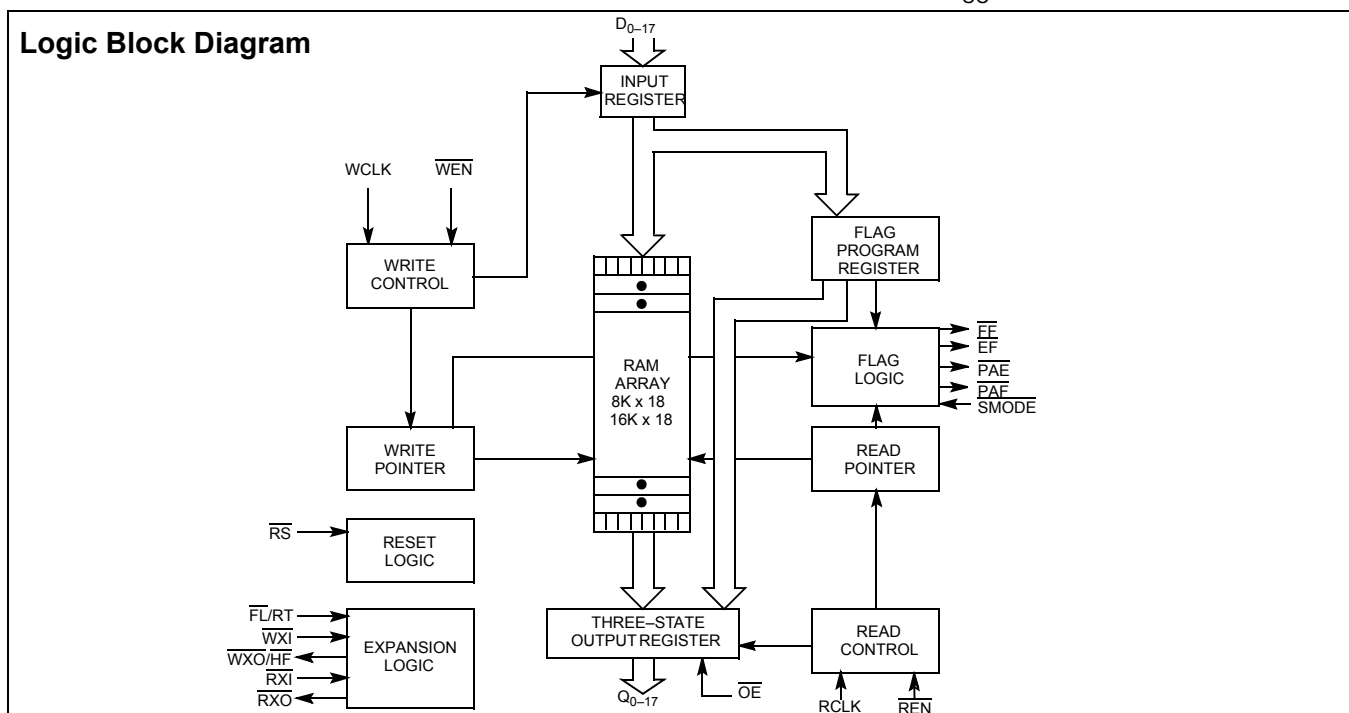 Logic Block Diagram
D0–17
INPUT
REGISTER
WCLK
WEN
WRITE
CONTROL
FLAG
PROGRAM
REGISTER
FF
EF
PAE
PAF
SMODE
FLAG
LOGIC
RAM
ARRAY
8K x 18
16K x 18
WRITE
POINTER
READ
POINTER
RS
RESET
LOGIC
FL/RT
WXI
WXO/HF
RXI
RXO
EXPANSION
LOGIC
THREE–STATE
OUTPUT REGISTER
READ
CONTROL
Q0–17
OE
RCLK
REN